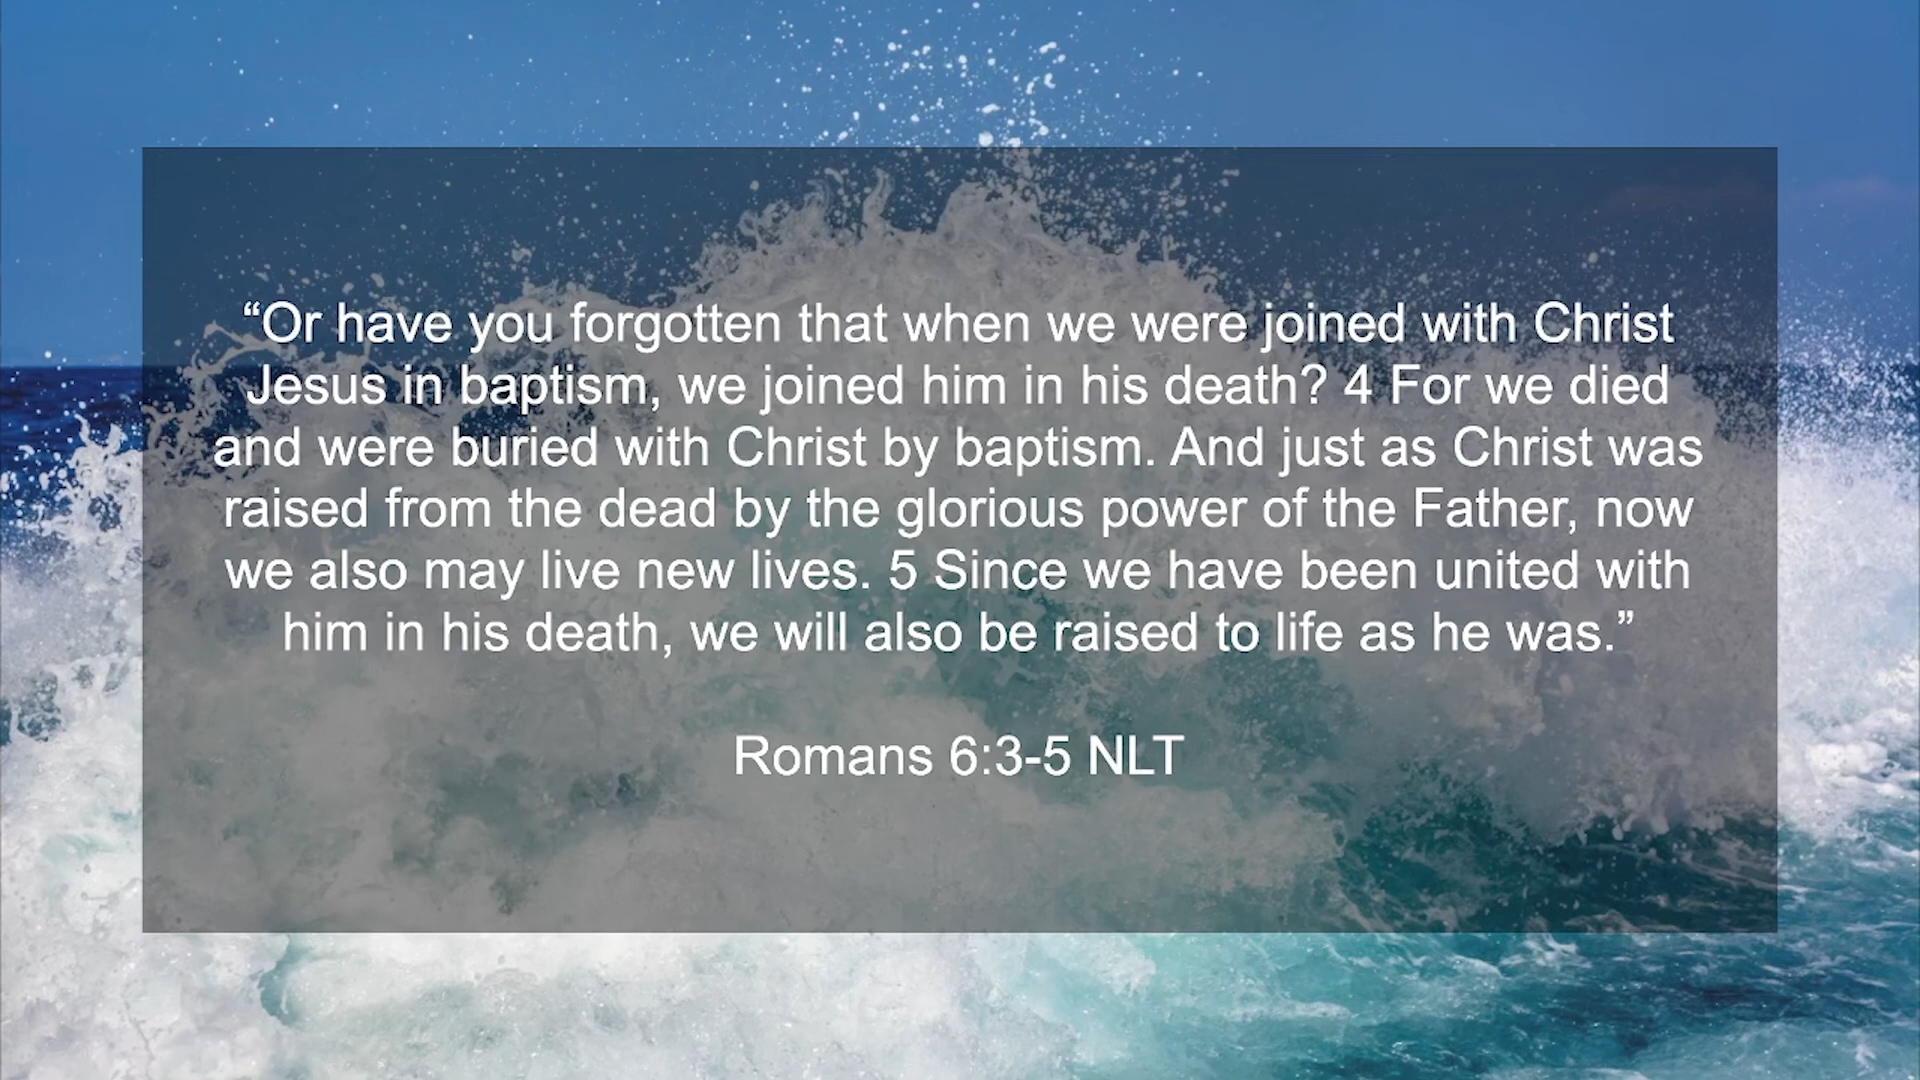 “Or have you forgotten that when we were joined with Christ
Jesus in baptism, we joined him in his death? 4 For we died
and were buried with Christ by baptism. And just as Christ was
raised from the dead by the glorious power of the Father, now
we also may live new lives. 5 Since we have been united with
him in his death, we will also be raised to life as he was.”
Romans 6:3-5 NLT